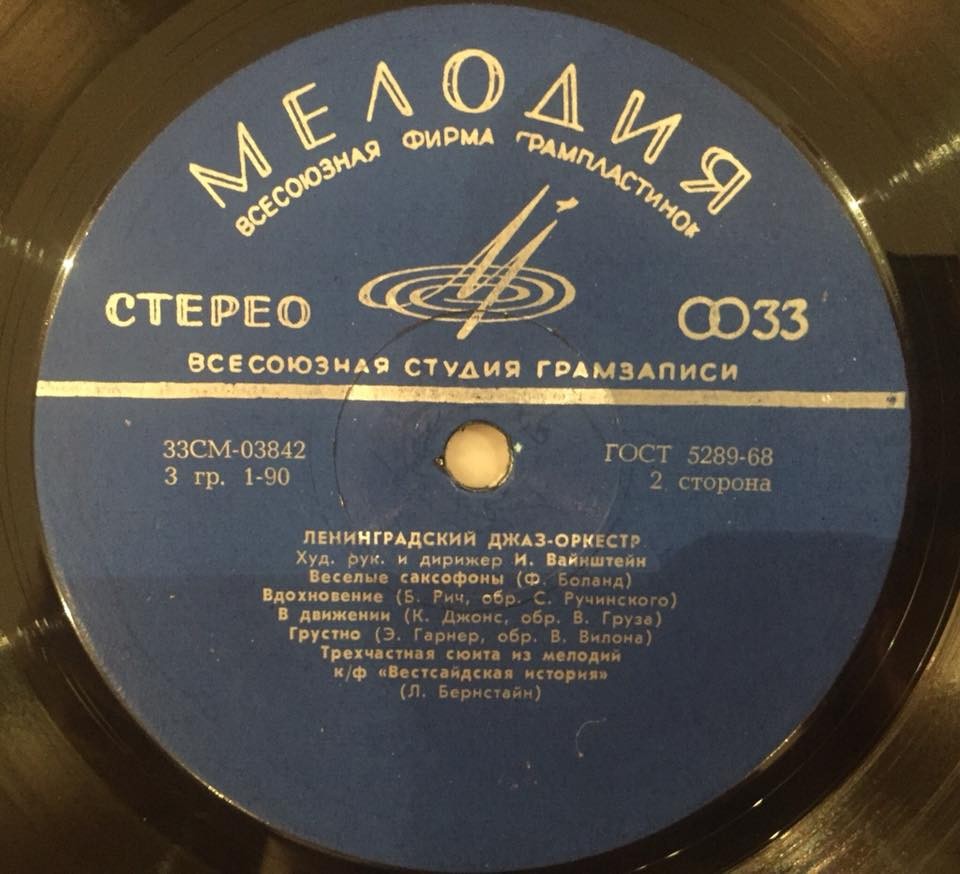 МЕЛОДИЯ
ВСЕСОЮЗНАЯ ФИРМА ГРАМПЛАСТИНОК
СТЕРЕО
33
ВСЕСОЮЗНАЯ СТУДИЯ ГРАМЗАПИСИ
33СМ-03842
ГОСТ 5289-68
3 гр. 1-90
2 сторона
ЛЕНИНГРАДСКИЙ ДЖАЗ-ОРКЕСТР
Худ. рук. и дирижер И. Вайнштейн
Веселые саксофоны (Ф. Боланд)
Вдохновение (Б. Рич, обр. С. Ручинского)
В движении (К. Джонс, обр. В. Груза)
Грустно (Э. Гарнер, обр. В. Вилона)
Трехчастная сюита из мелодий
к/ф «Вестсайдская история»
(Л. Бернстайн)